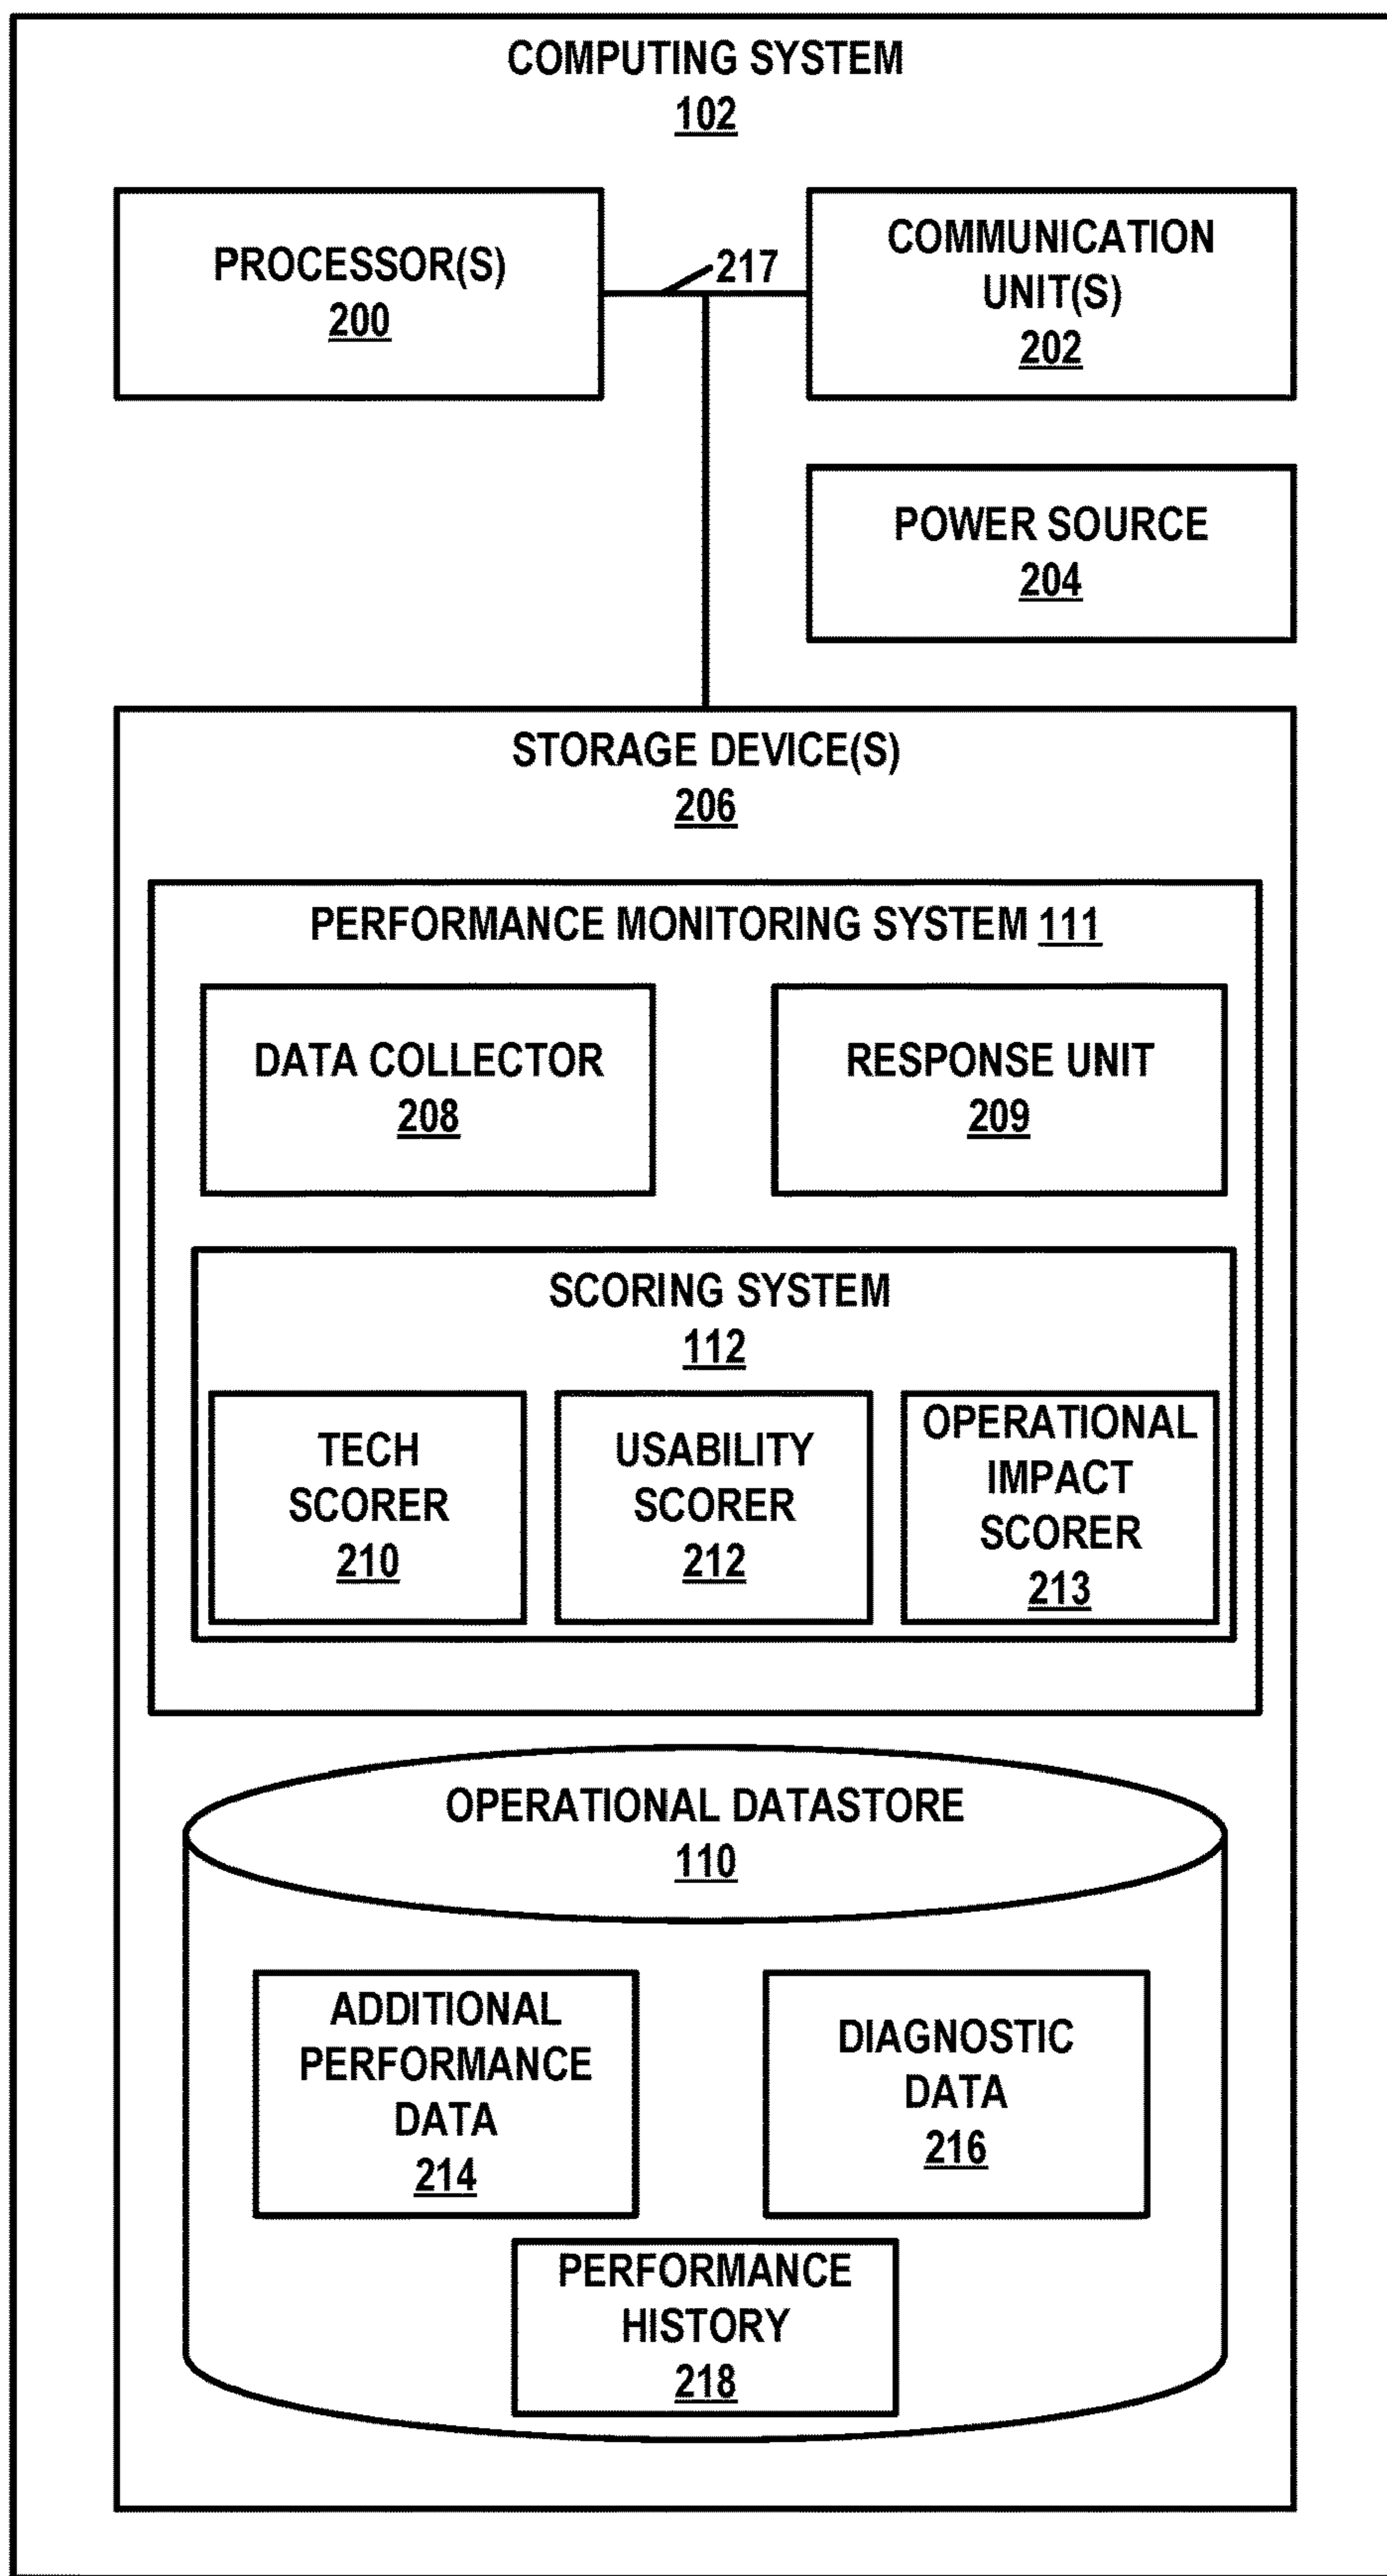 COMPUTING SYSTEM
102
PROCESSOR(S)
200
217
COMMUNICATION
UNIT(S)
202
POWER SOURCE
204
STORAGE DEVICE(S)
206
PERFORMANCE MONITORING SYSTEM 111
DATA COLLECTOR
208
RESPONSE UNIT
209
SCORING SYSTEM
112
TECH
SCORER
210
USABILITY
SCORER
212
OPERATIONAL
IMPACT
SCORER
213
OPERATIONAL DATASTORE
110
ADDITIONAL
PERFORMANCE
DATA
214
DIAGNOSTIC
DATA
216
PERFORMANCE
HISTORY
218